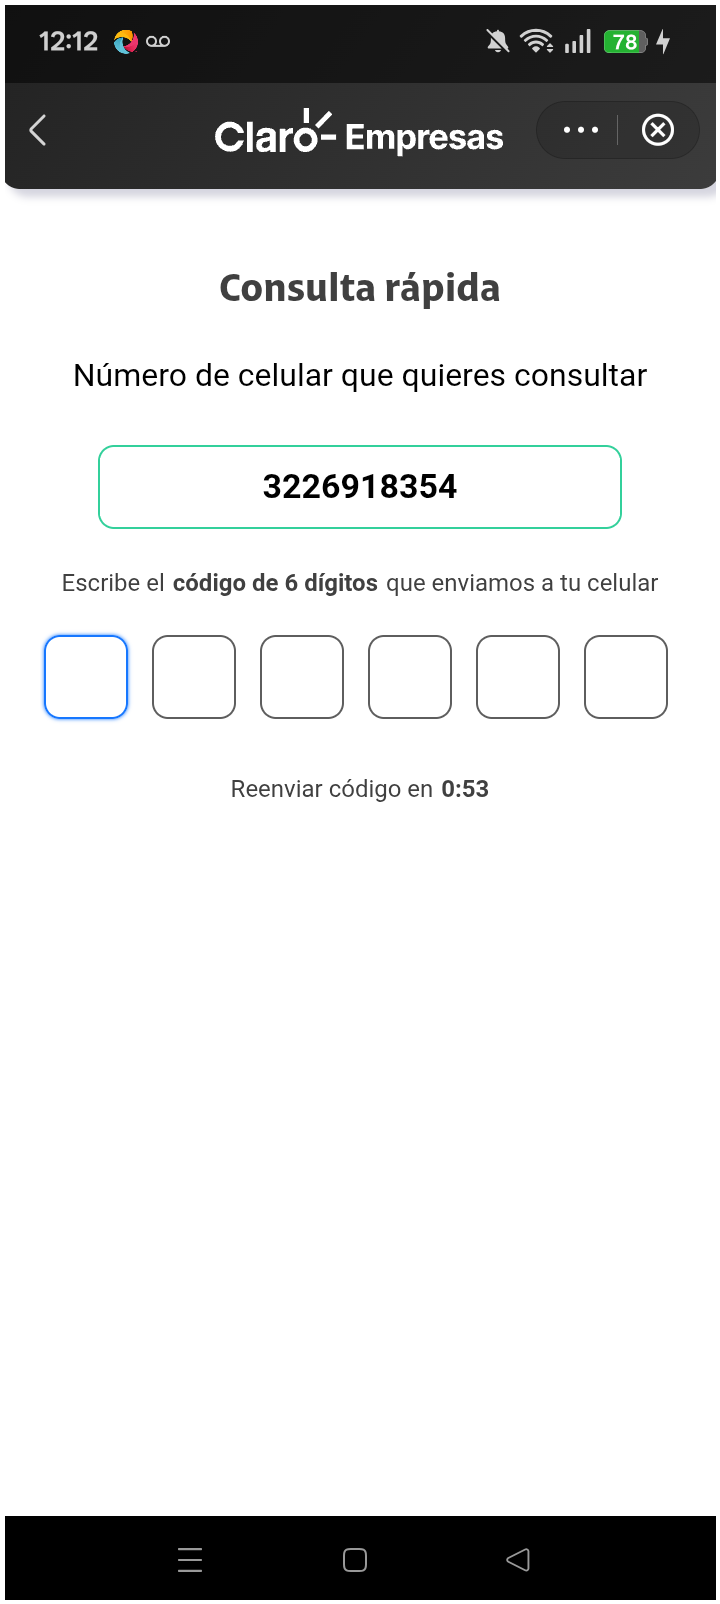 12:12
78
Claro- Empresas
Consulta rápida
Número de celular que quieres consultar
3226918354
Escribe el código de 6 dígitos que enviamos a tu celular
Reenviar código en 0:53